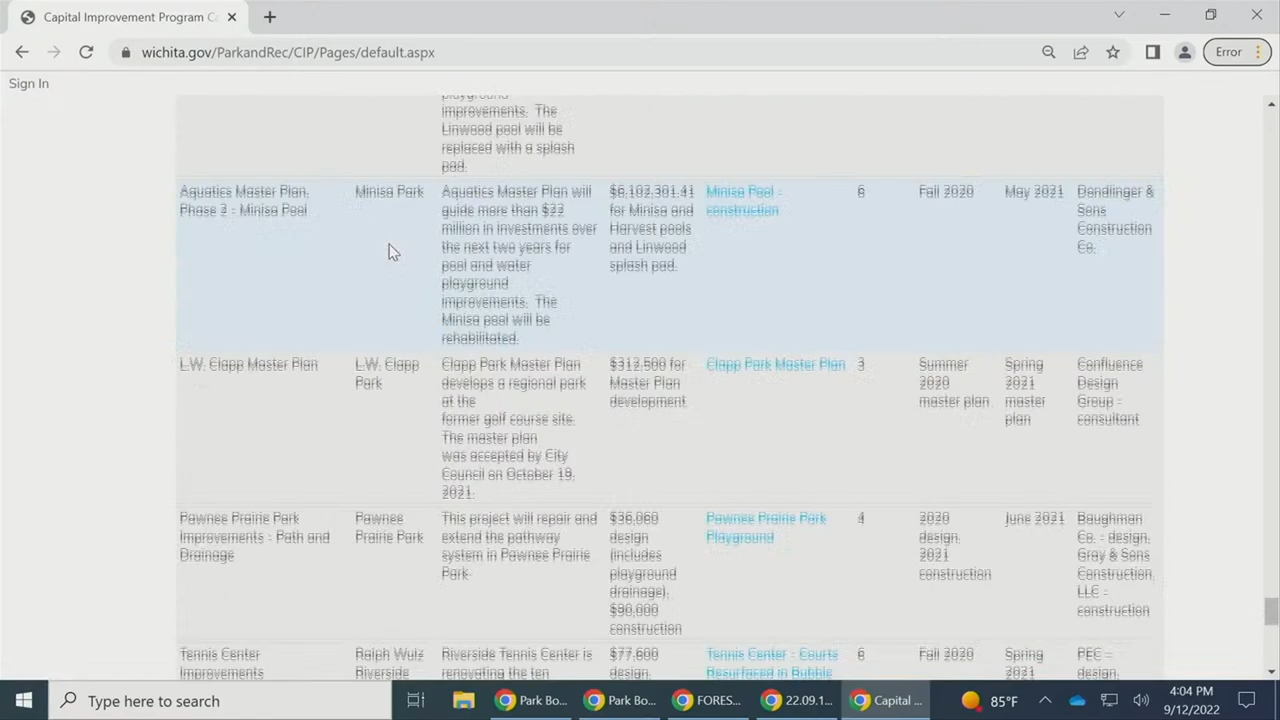 Capital Improvement Program C
wichita.gov/ParkandRec/CIP/Pages/default.aspx
Error
Sign In
playground
improvements. The
Linwood pool will be
replaced with a splash
pad.
Aquatics Master Plan,
Phase 2 - Minisa Pool
Minisa Park
Aquatics Master Plan will
guide more than $22
million in investments over
the next two years for
pool and water
playground
improvements. The
Minisa pool will be
rehabilitated.
$6,102,301.41
for Minisa and
Harvest pools
and Linwood
splash pad.
Minisa Pool -
construction
6
Fall 2020
May 2021
Dondlinger &
Sons
Construction
Co.
L.W. Clapp Master Plan
L.W. Clapp
Park
Clapp Park Master Plan
develops a regional park
at the
former golf course site.
The master plan
was accepted by City
Council on October 19,
2021.
$312,500 for
Master Plan
development.
Clapp Park Master Plan
3
Summer
2020
master plan
Spring
2021
master
plan
Confluence
Design
Group -
consultant
Pawnee Prairie Park
Improvements - Path and
Drainage
Pawnee
Prairie Park
This project will repair and
extend the pathway
system in Pawnee Prairie
Park.
$36,060
design
(includes
playground
drainage),
$90,000
construction
Pawnee Prairie Park
Playground
4
2020
design,
2021
construction
June 2021
Baughman
Co. - design,
Gray & Sons
Construction,
LLC -
construction
Tennis Center
Improvements
Ralph Wulz
Riverside
Riverside Tennis Center is
renovating the ten
$77,600
design,
Tennis Center - Courts
Resurfaced in Bubble
6
Fall 2020
Spring
2021
PEC -
design,
Type here to search
Park Bo...
Park Bo...
FORES...
22.09.1...
Capital ...
85°F
4:04 PM
9/12/2022